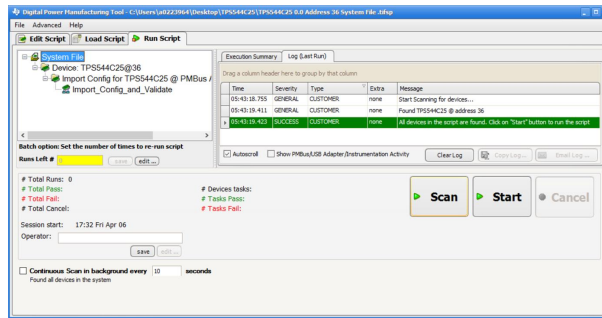 Digital Power Manufacturing Tool - C:\Users\a0223964\Desktop\TPS544C25\TPS544C25 0.0 Address 36 System File .tifsp
File Advanced Help
Edit Script Load Script Run Script
System File
Device: TPS544C25@36
Import Config for TPS544C25 @ PMBus A
Import_Config_and_Validate
Batch option: Set the number of times to re-run script
Runs Left # 0 save edit ...
Execution Summary Log (Last Run)
Drag a column header here to group by that column
Time Severity Type Extra Message
05:43:18.755 GENERAL CUSTOMER none Start Scanning for devices...
05:43:19.411 GENERAL CUSTOMER none Found TPS544C25 @ address 36
05:43:19.423 SUCCESS CUSTOMER none All devices in the script are found. Click on "Start" button to run the script
Autoscroll Show PMBus/USB Adapter/Instrumentation Activity Clear Log Copy Log... Email Log...
# Total Runs: 0
# Total Pass: # Devices tasks:
# Total Fail: # Tasks Pass:
# Total Cancel: # Tasks Fail:
Scan Start Cancel
Session start: 17:32 Fri Apr 06
Operator:
save edit ...
Continuous Scan in background every 10 seconds
Found all devices in the system